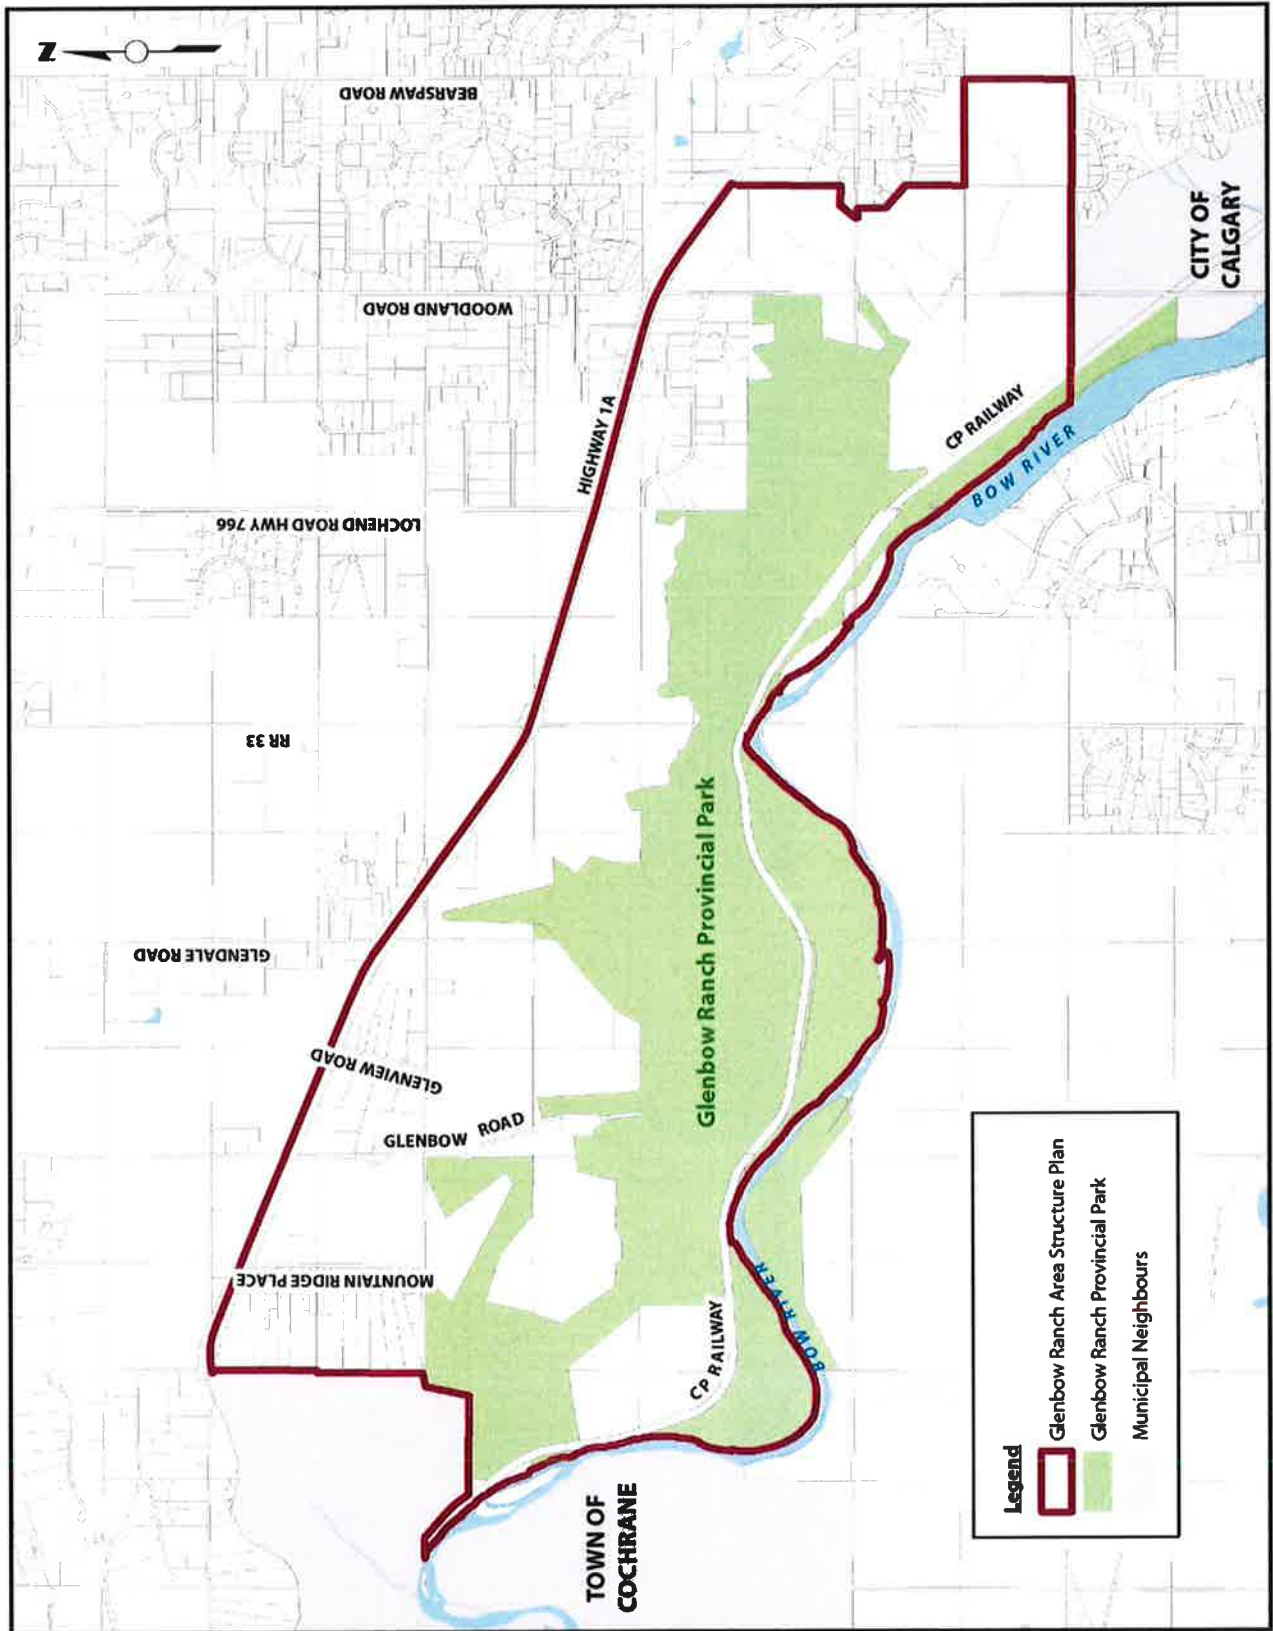 N
BEARSPAW ROAD
WOODLAND ROAD
LOCHEND ROAD HWY 766
RR 33
GLENDALE ROAD
GLENVIEW ROAD
GLENBOW ROAD
MOUNTAIN RIDGE PLACE
HIGHWAY 1A
Glenbow Ranch Provincial Park
CP RAILWAY
CP RAILWAY
BOW RIVER
BOW RIVER
TOWN OF
COCHRANE
CITY OF
CALGARY
Legend
Glenbow Ranch Area Structure Plan
Glenbow Ranch Provincial Park
Municipal Neighbours